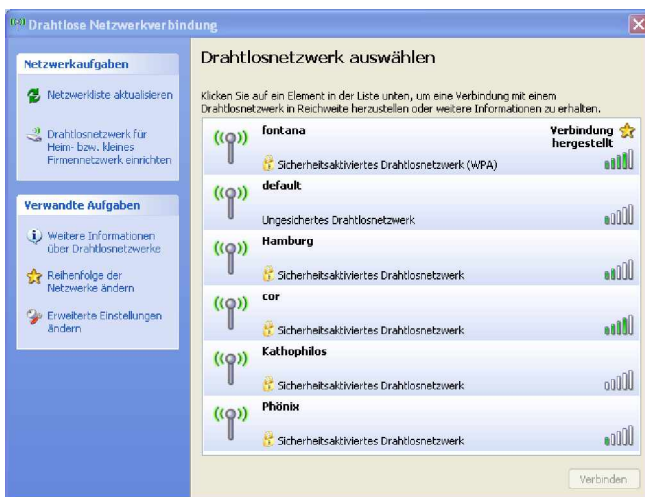 Drahtlose Netzwerkverbindung
Netzwerkaufgaben
Netzwerkliste aktualisieren
Drahtlosnetzwerk für
Heim- bzw. kleines
Firmennetzwerk einrichten
Verwandte Aufgaben
Weitere Informationen
über Drahtlosnetzwerke
Reihenfolge der
Netzwerke ändern
Erweiterte Einstellungen
ändern
Drahtlosnetzwerk auswählen
Klicken Sie auf ein Element in der Liste unten, um eine Verbindung mit einem
Drahtlosnetzwerk in Reichweite herzustellen oder weitere Informationen zu erhalten.
fontana
Verbindung
hergestellt
Sicherheitsaktiviertes Drahtlosnetzwerk (WPA)
default
Ungesichertes Drahtlosnetzwerk
Hamburg
Sicherheitsaktiviertes Drahtlosnetzwerk
cor
Sicherheitsaktiviertes Drahtlosnetzwerk
Kathophilos
Sicherheitsaktiviertes Drahtlosnetzwerk
Phönix
Sicherheitsaktiviertes Drahtlosnetzwerk
Verbinden